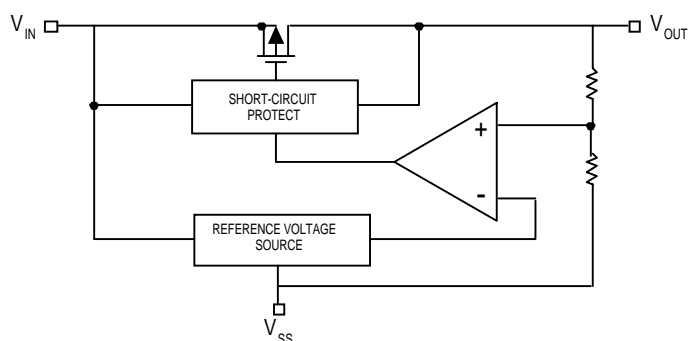 V_IN
V_OUT
SHORT-CIRCUIT
PROTECT
+
-
REFERENCE VOLTAGE
SOURCE
V_SS